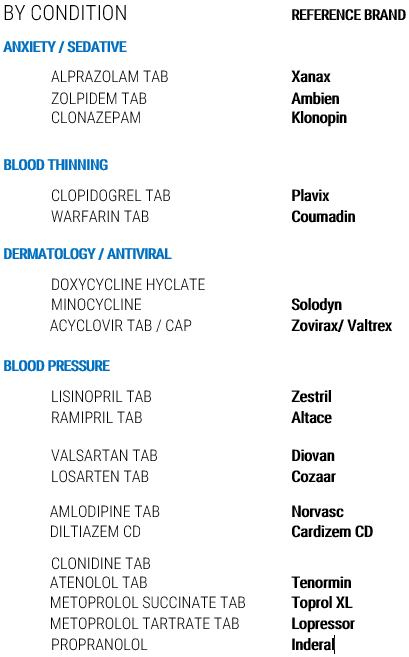 BY CONDITION REFERENCE BRAND
ANXIETY / SEDATIVE
ALPRAZOLAM TAB Xanax
ZOLPIDEM TAB Ambien
CLONAZEPAM Klonopin
BLOOD THINNING
CLOPIDOGREL TAB Plavix
WARFARIN TAB Coumadin
DERMATOLOGY / ANTIVIRAL
DOXYCYCLINE HYCLATE
MINOCYCLINE Solodyn
ACYCLOVIR TAB / CAP Zovirax/ Valtrex
BLOOD PRESSURE
LISINOPRIL TAB Zestril
RAMIPRIL TAB Altace
VALSARTAN TAB Diovan
LOSARTEN TAB Cozaar
AMLODIPINE TAB Norvasc
DILTIAZEM CD Cardizem CD
CLONIDINE TAB
ATENOLOL TAB Tenormin
METOPROLOL SUCCINATE TAB Toprol XL
METOPROLOL TARTRATE TAB Lopressor
PROPRANOLOL Inderal